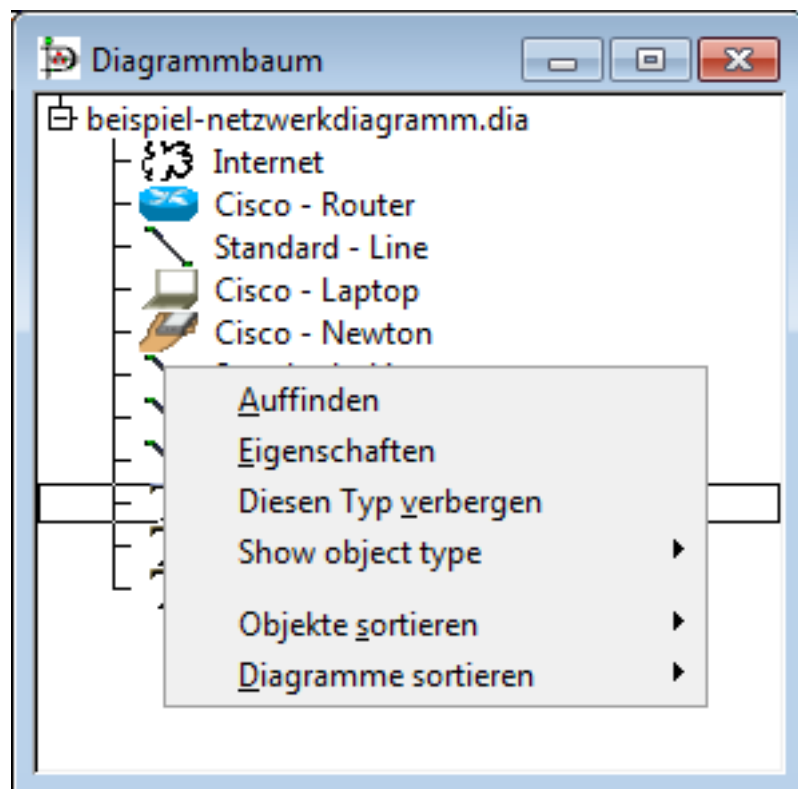 Diagrammbaum
beispiel-netzwerkdiagramm.dia
Internet
Cisco - Router
Standard - Line
Cisco - Laptop
Cisco - Newton
Auffinden
Eigenschaften
Diesen Typ verbergen
Show object type
Objekte sortieren
Diagramme sortieren